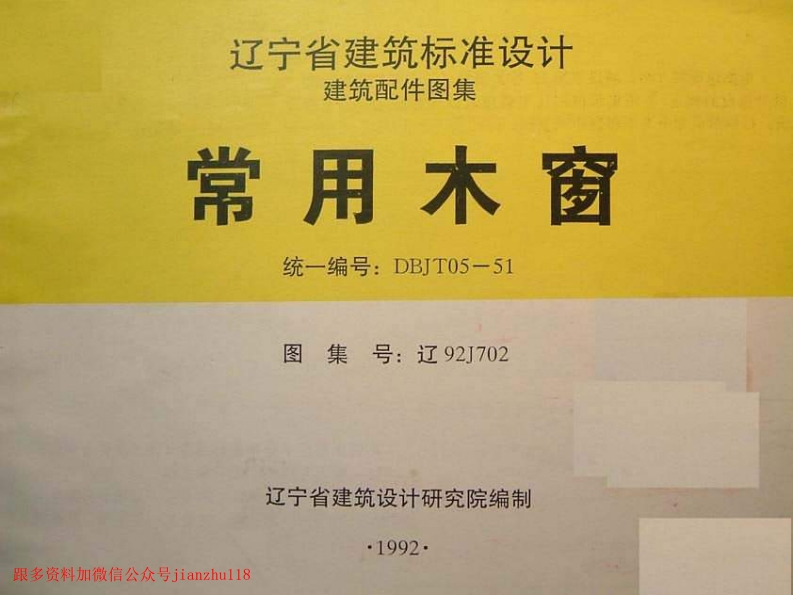 辽宁省建筑标准设计
建筑配件图集
常用木窗
统一编号：DBJT05－51
图 集 号：辽92J702
辽宁省建筑设计研究院编制
·1992·
跟多资料加微信公众号jianzhu118